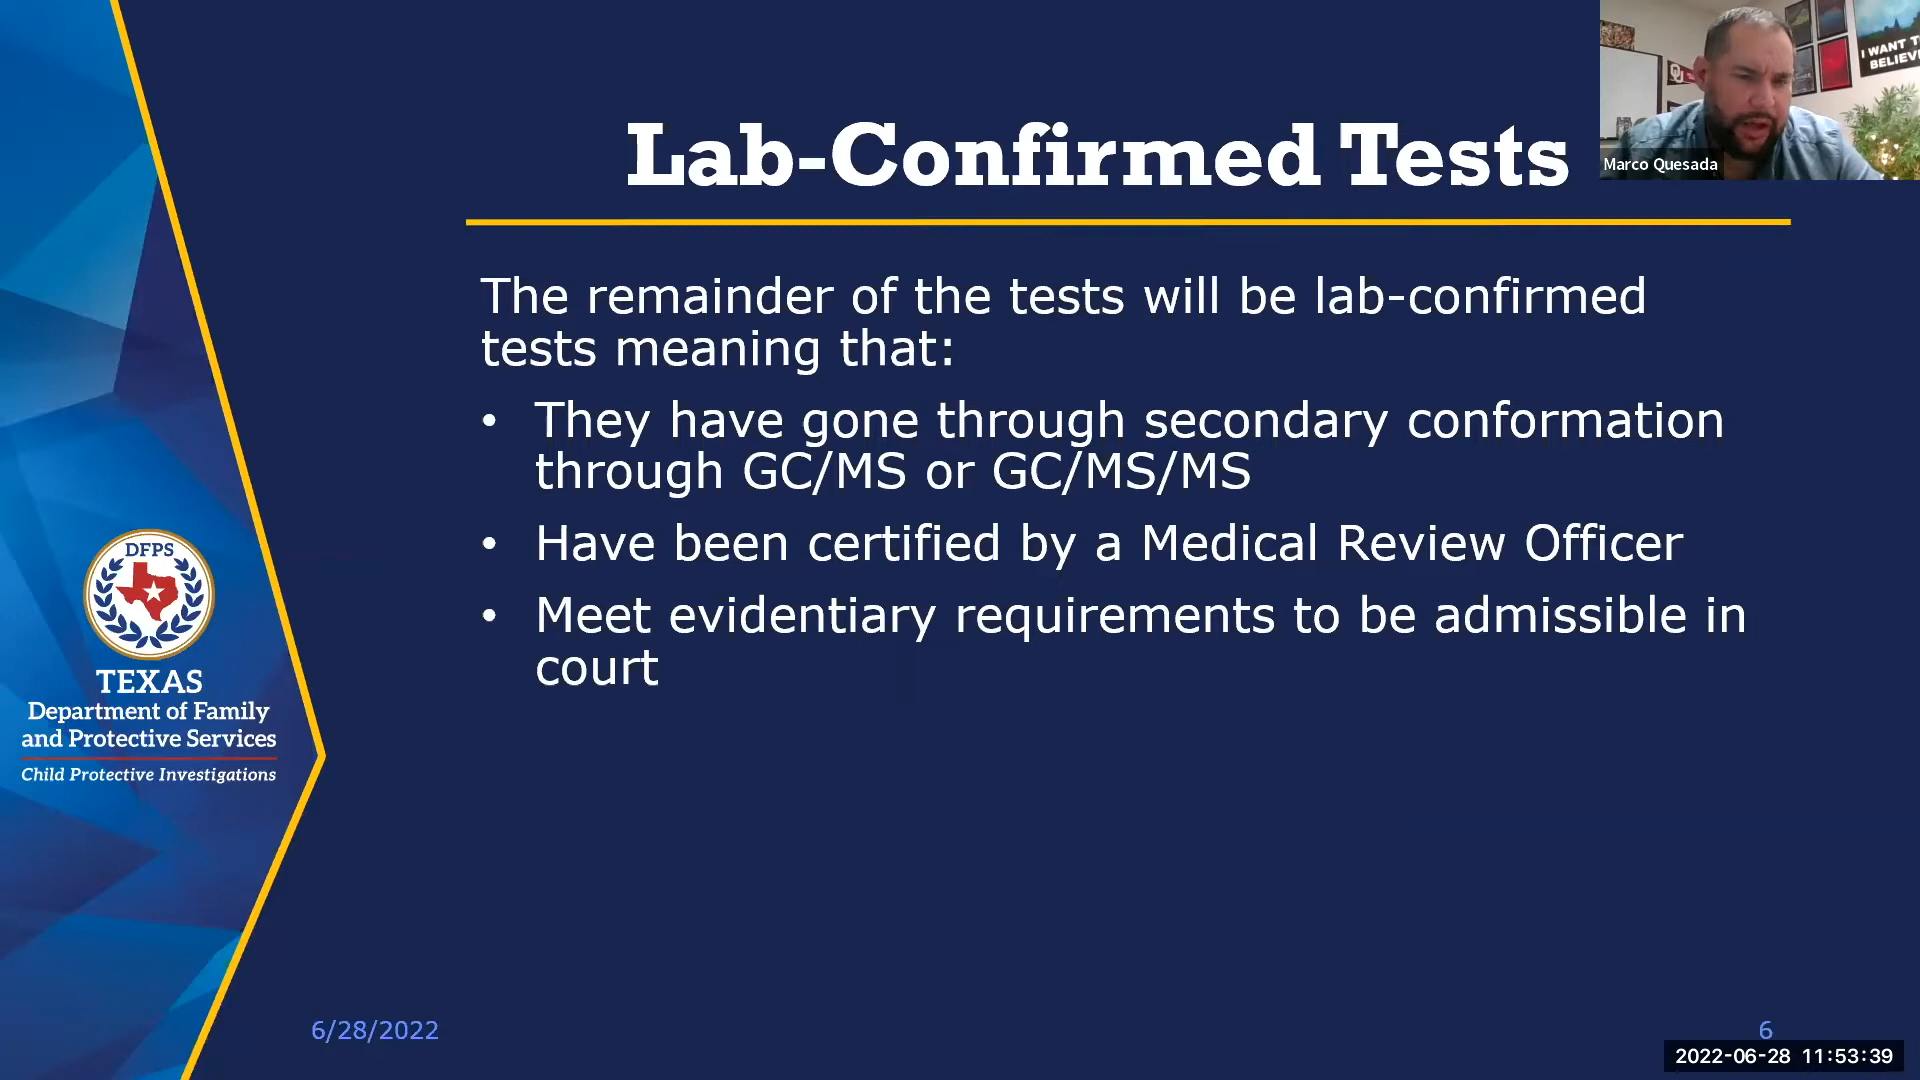 Lab-Confirmed Tests
I WANT T
BELIEV
OU
Marco Quesada
The remainder of the tests will be lab-confirmed
tests meaning that:
• They have gone through secondary conformation
through GC/MS or GC/MS/MS
• Have been certified by a Medical Review Officer
• Meet evidentiary requirements to be admissible in
court
DFPS
TEXAS
Department of Family
and Protective Services
Child Protective Investigations
6/28/2022
6
2022-06-28 11:53:39